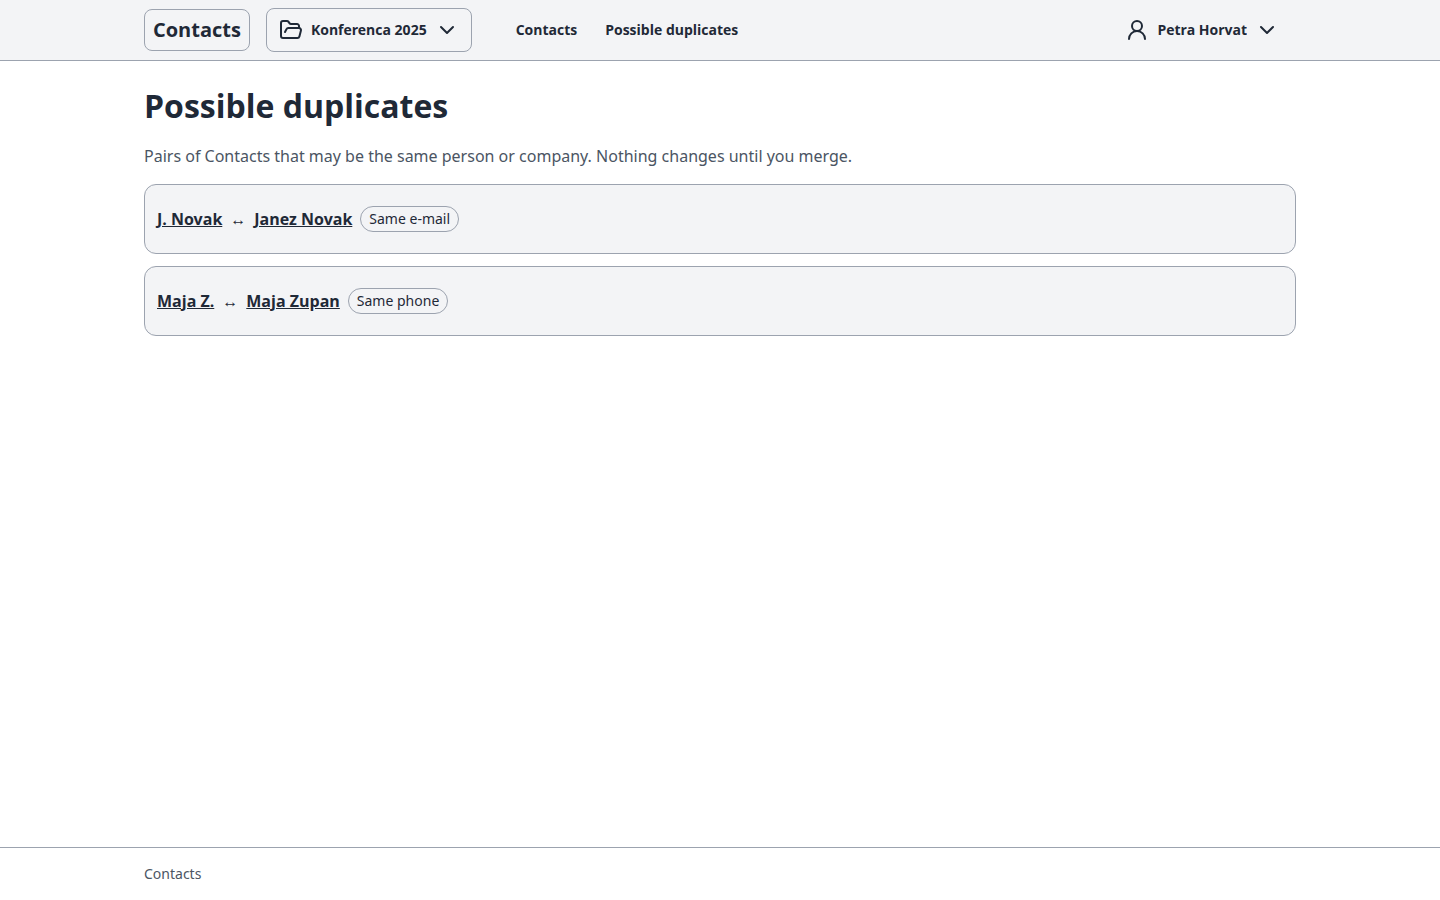 Contacts
Konferenca 2025
Contacts
Possible duplicates
Petra Horvat
Possible duplicates
Pairs of Contacts that may be the same person or company. Nothing changes until you merge.
J. Novak ↔ Janez Novak Same e-mail
Maja Z. ↔ Maja Zupan Same phone
Contacts